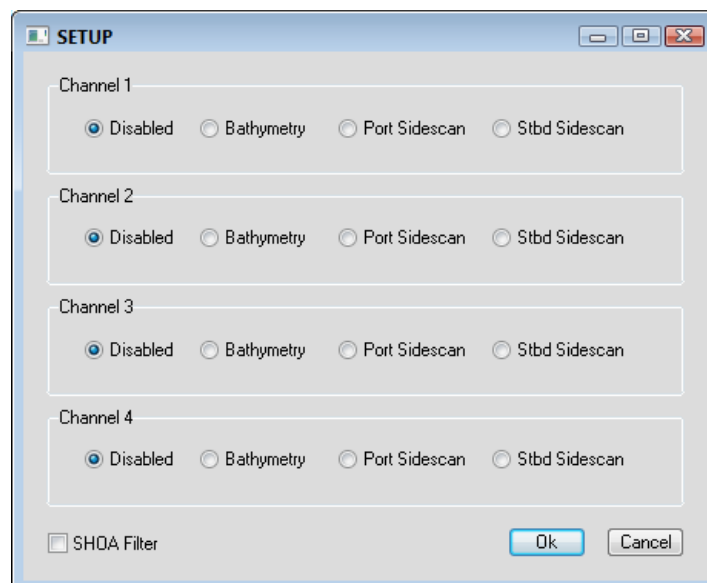 SETUP
Channel 1
Disabled Bathymetry Port Sidescan Stbd Sidescan
Channel 2
Disabled Bathymetry Port Sidescan Stbd Sidescan
Channel 3
Disabled Bathymetry Port Sidescan Stbd Sidescan
Channel 4
Disabled Bathymetry Port Sidescan Stbd Sidescan
SHOA Filter Ok Cancel